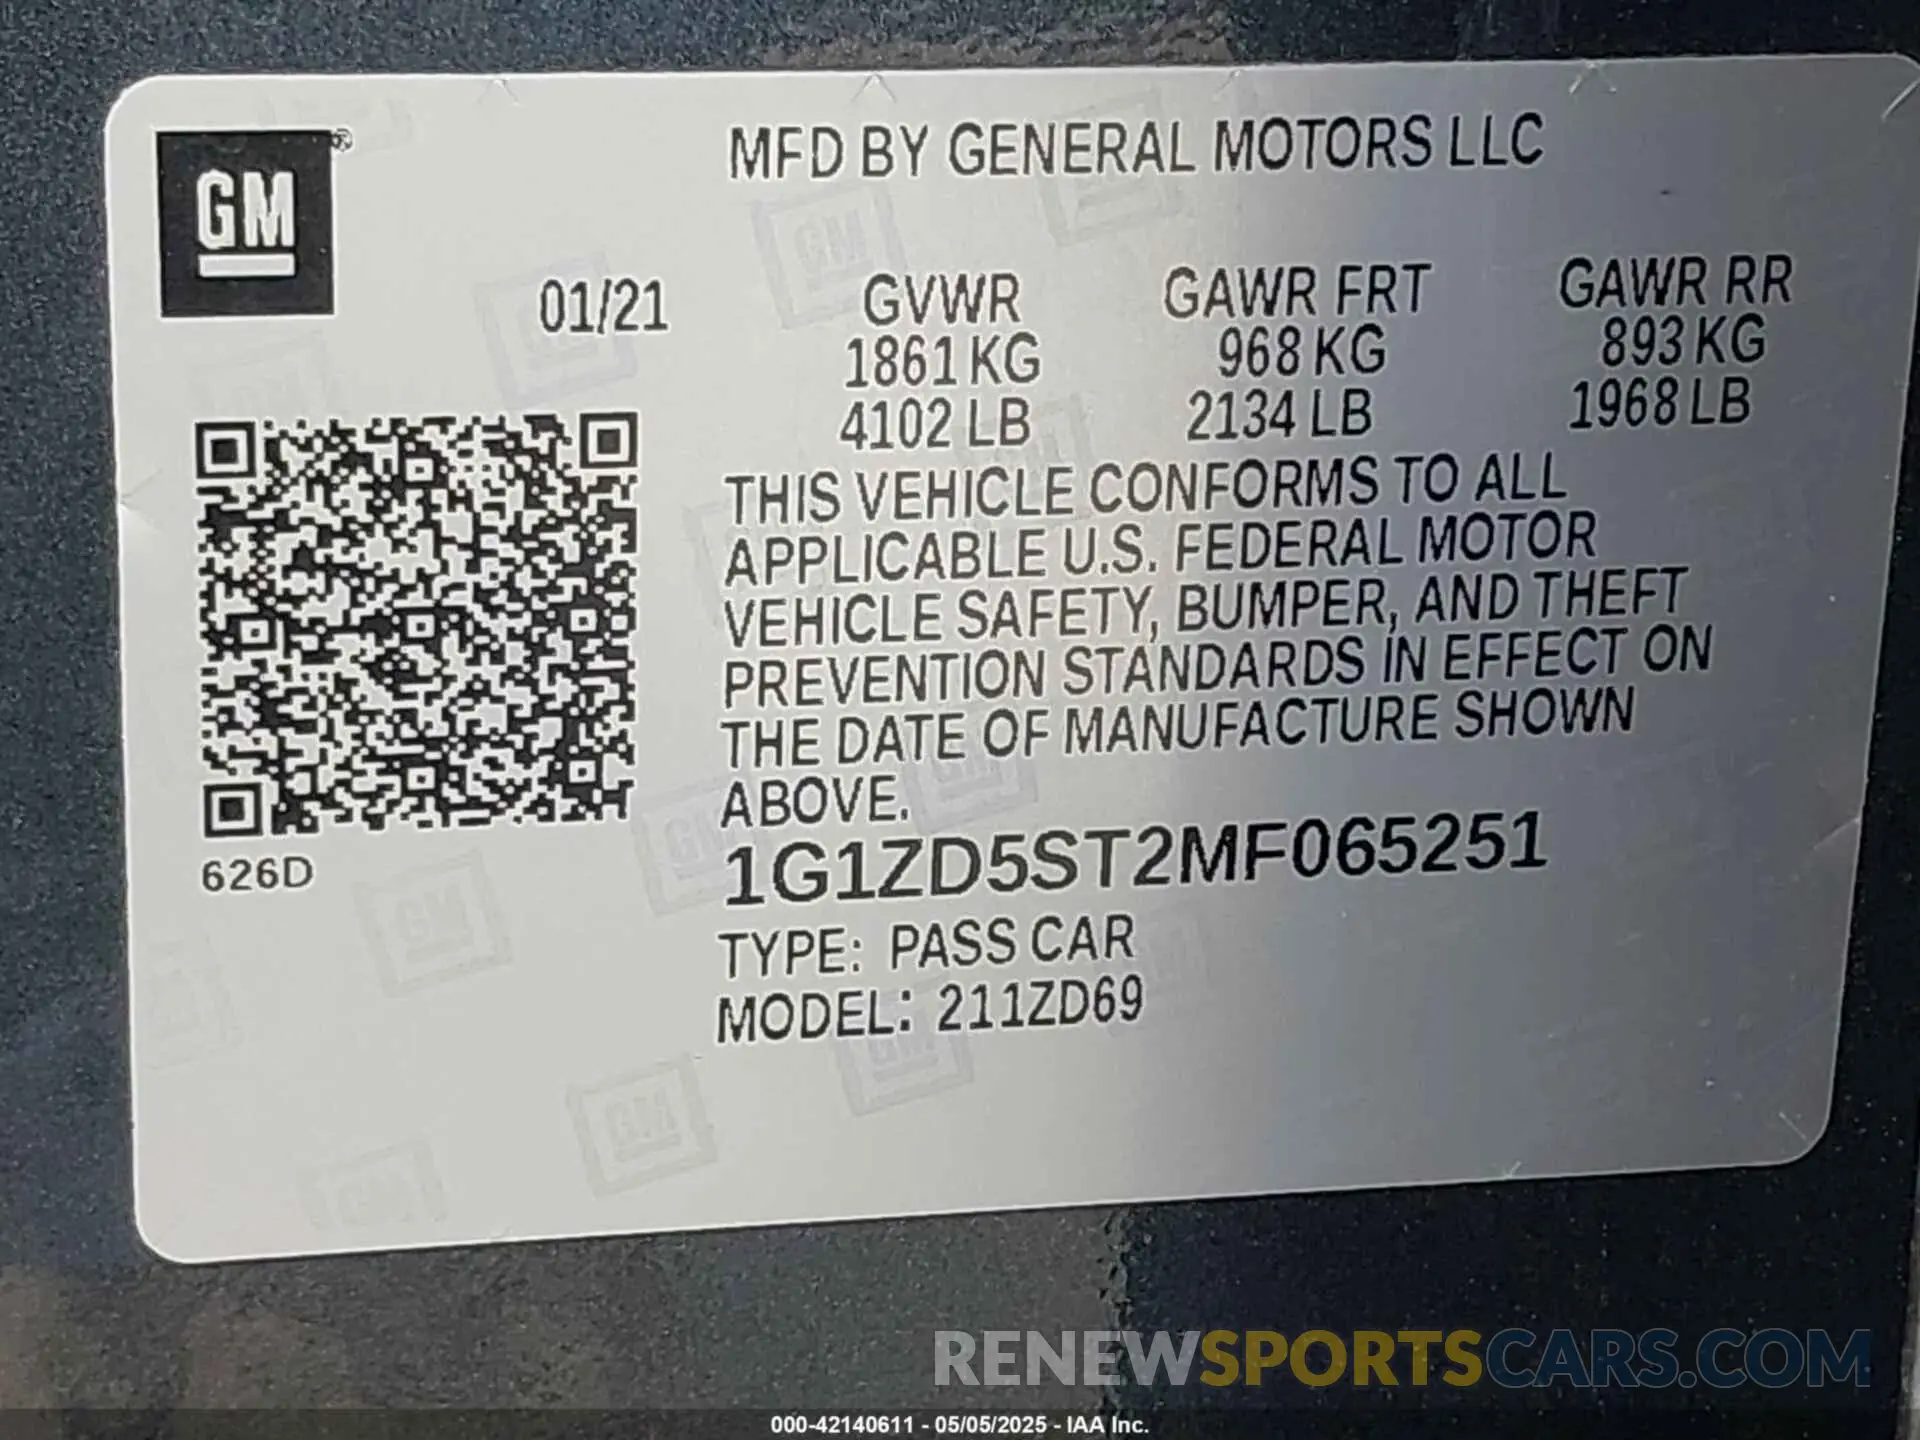 MFD BY GENERAL MOTORS LLC
GM®
01/21
GVWR GAWR FRT GAWR RR
1861 KG 968 KG 893 KG
4102 LB 2134 LB 1968 LB
THIS VEHICLE CONFORMS TO ALL
APPLICABLE U.S. FEDERAL MOTOR
VEHICLE SAFETY, BUMPER, AND THEFT
PREVENTION STANDARDS IN EFFECT ON
THE DATE OF MANUFACTURE SHOWN
ABOVE.
626D
1G1ZD5ST2MF065251
TYPE: PASS CAR
MODEL: 211ZD69
RENEWSPORTSCARS.COM
000-42140611 - 05/05/2025 - IAA Inc.